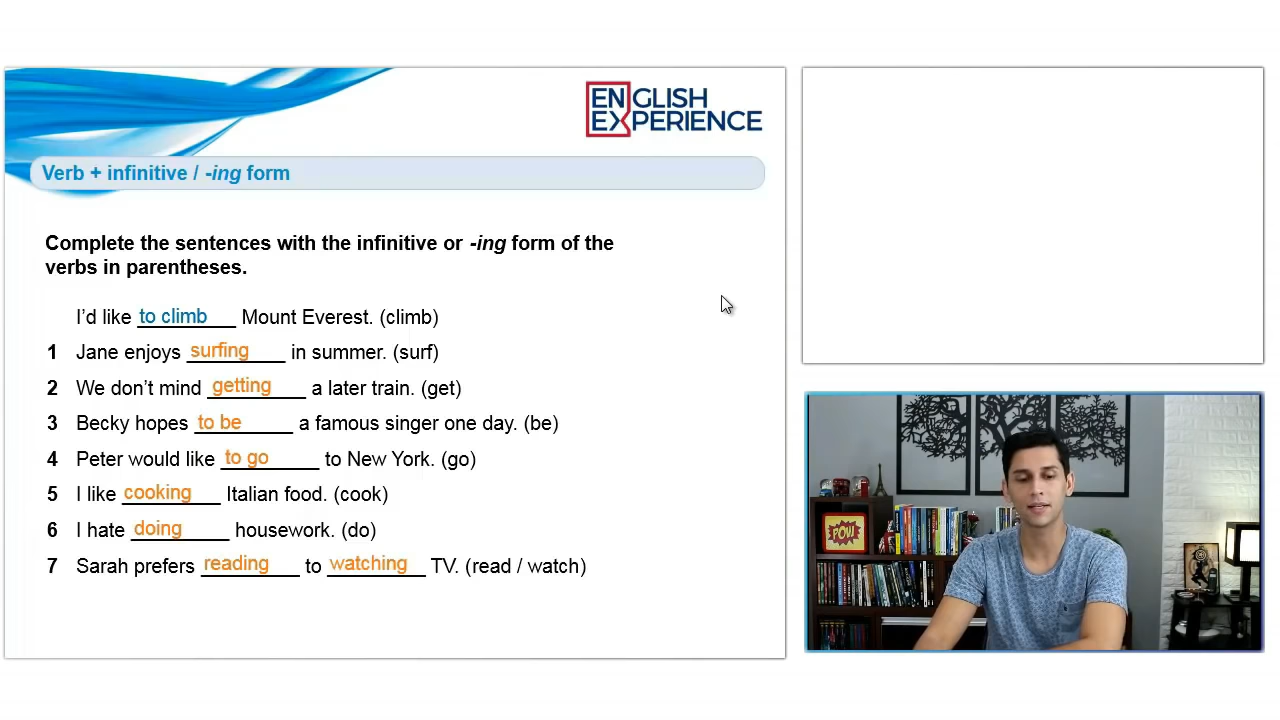 ENGLISH
EXPERIENCE
Verb + infinitive / -ing form
Complete the sentences with the infinitive or -ing form of the
verbs in parentheses.
I'd like to climb Mount Everest. (climb)
1 Jane enjoys surfing in summer. (surf)
2 We don't mind getting a later train. (get)
3 Becky hopes to be a famous singer one day. (be)
4 Peter would like to go to New York. (go)
5 I like cooking Italian food. (cook)
6 I hate doing housework. (do)
7 Sarah prefers reading to watching TV. (read / watch)
POW